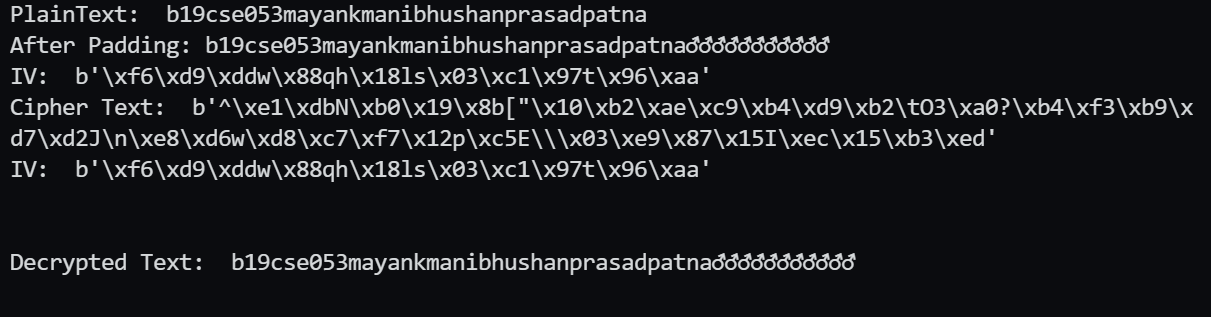 PlainText:  b19cse053mayankmanibhushanprasadpatna
After Padding: b19cse053mayankmanibhushanprasadpatna♂♂♂♂♂♂♂♂♂♂♂
IV:  b'\xf6\xd9\xddw\x88qh\x18ls\x03\xc1\x97t\x96\xaa'
Cipher Text:  b'^\xe1\xdbN\xb0\x19\x8b["\x10\xb2\xae\xc9\xb4\xd9\xb2\tO3\xa0?\xb4\xf3\xb9\x
d7\xd2J\n\xe8\xd6w\xd8\xc7\xf7\x12p\xc5E\\\x03\xe9\x87\x15I\xec\x15\xb3\xed'
IV:  b'\xf6\xd9\xddw\x88qh\x18ls\x03\xc1\x97t\x96\xaa'
Decrypted Text:  b19cse053mayankmanibhushanprasadpatna♂♂♂♂♂♂♂♂♂♂♂